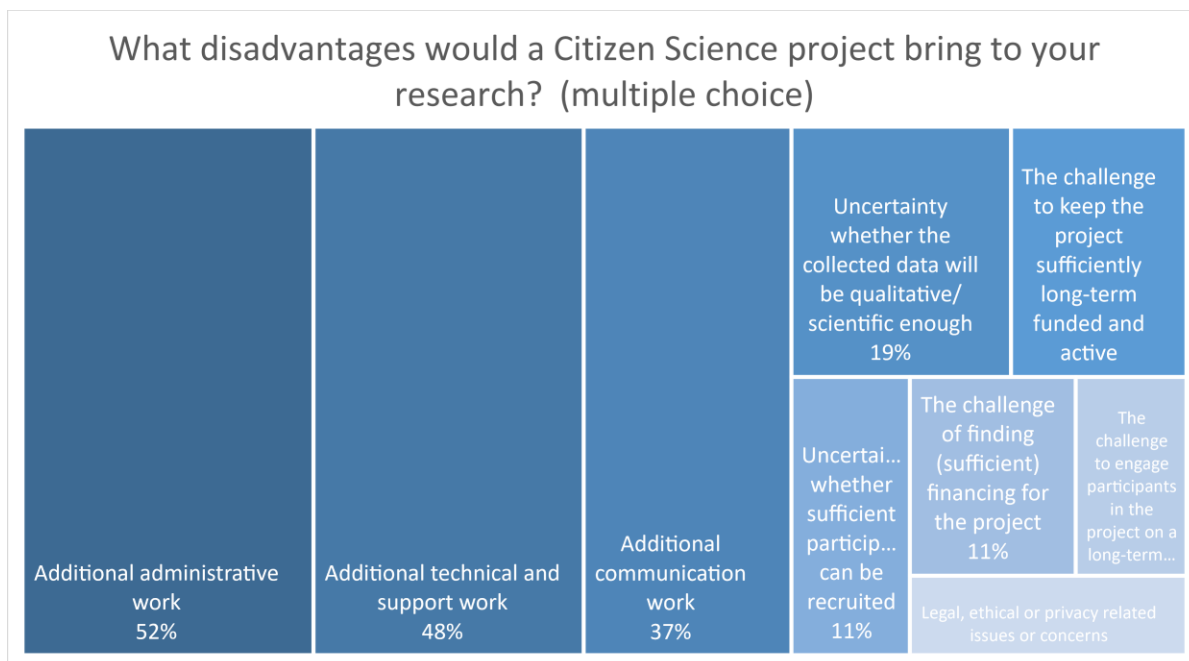 What disadvantages would a Citizen Science project bring to your
research? (multiple choice)
Additional administrative
work
52%
Additional technical and
support work
48%
Additional
communication
work
37%
Uncertainty
whether the
collected data will
be qualitative/
scientific enough
19%
The challenge
to keep the
project
sufficiently
long-term
funded and
active
Uncertai...
whether
sufficient
particip...
can be
recruited
11%
The challenge
of finding
(sufficient)
financing for
the project
11%
The
challenge
to engage
participants
in the
project on a
long-term...
Legal, ethical or privacy related
issues or concerns